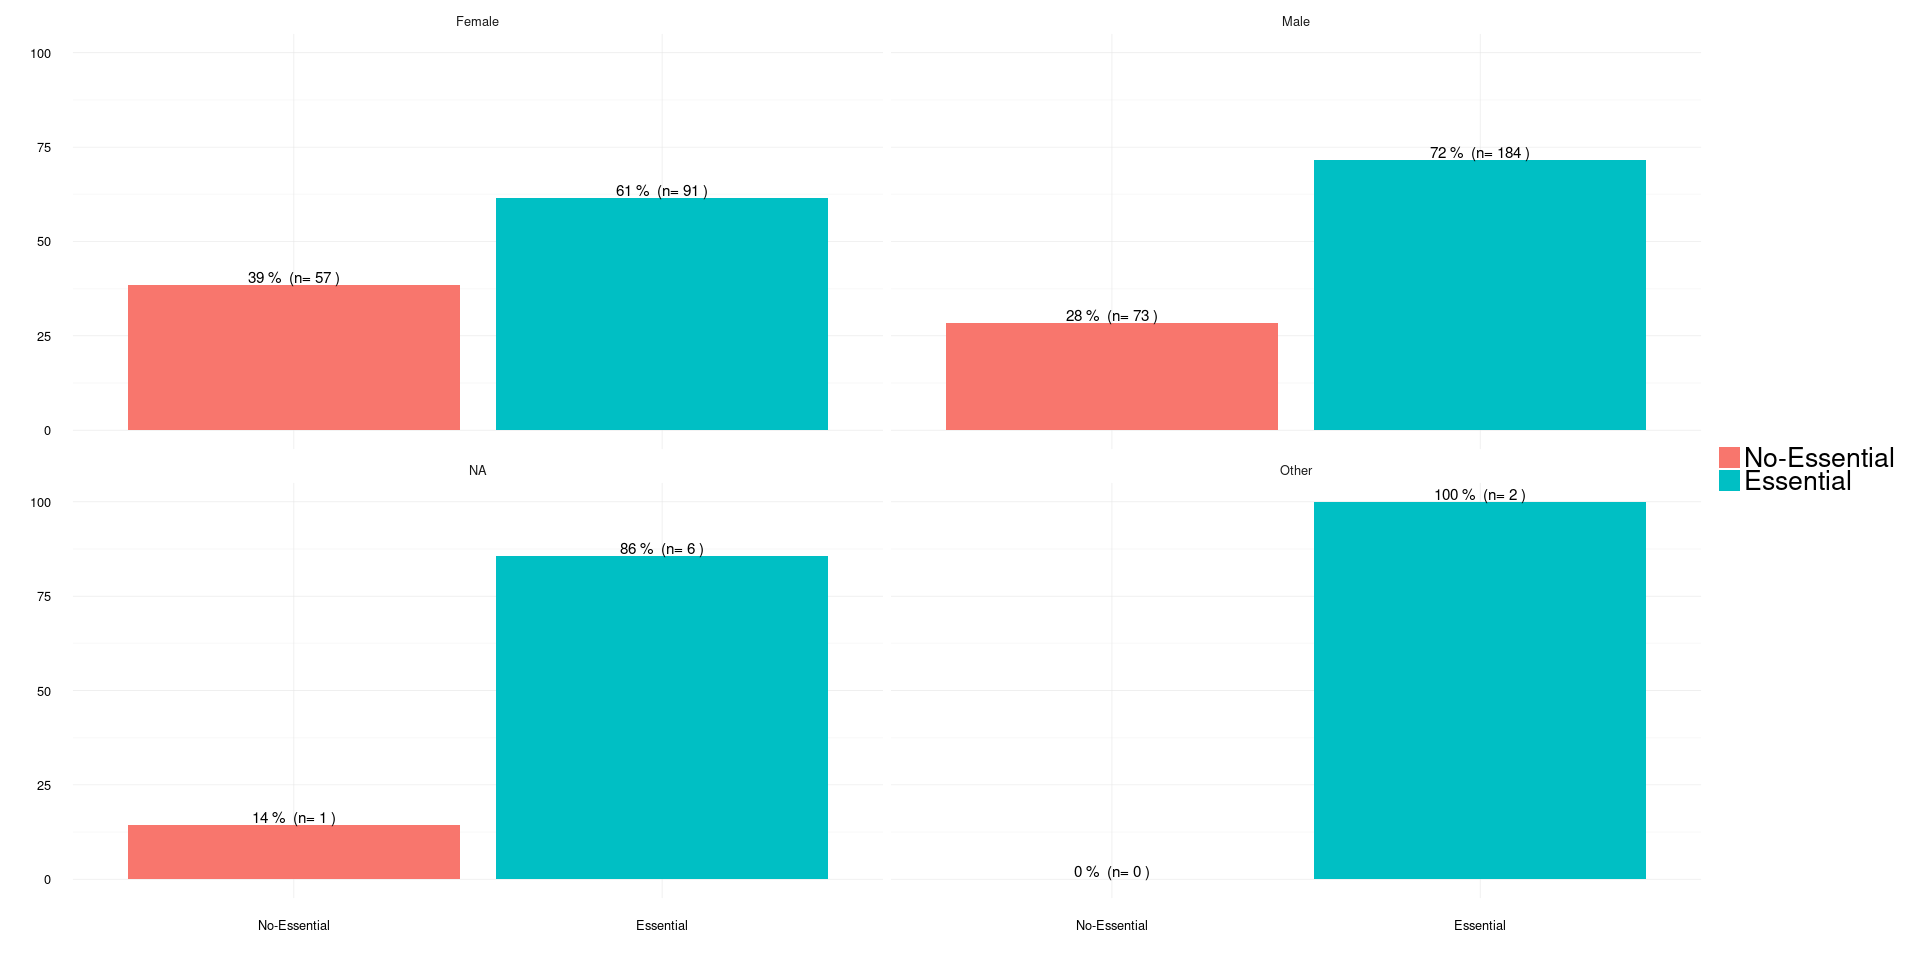 Female
Male
100
75
50
25
0
39 % (n= 57 )
61 % (n= 91 )
28 % (n= 73 )
72 % (n= 184 )
NA
Other
100
75
50
25
0
14 % (n= 1 )
86 % (n= 6 )
0 % (n= 0 )
100 % (n= 2 )
No-Essential
Essential
No-Essential
Essential
No-Essential
Essential